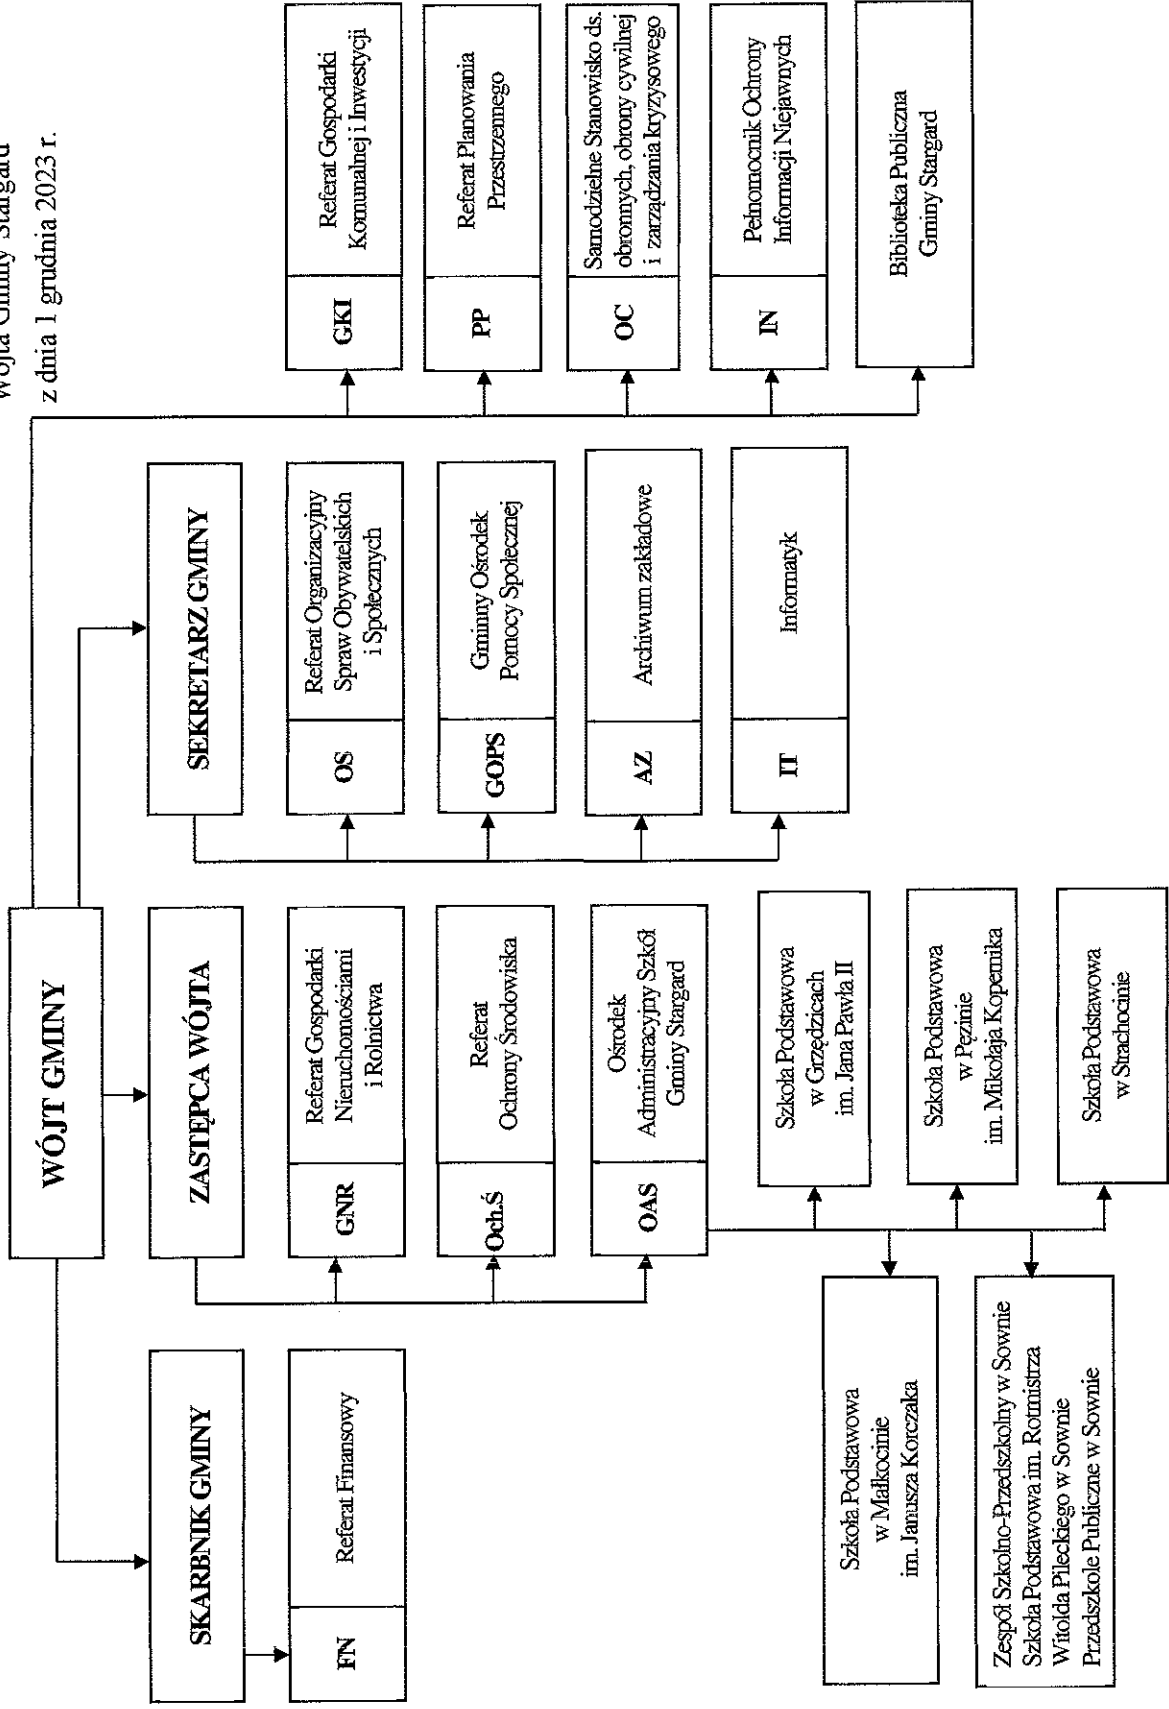 Wójta Gminy Stargard
z dnia 1 grudnia 2023 r.
WÓJT GMINY
SKARBNIK GMINY
ZASTĘPCA WÓJTA
SEKRETARZ GMINY
FN
Referat Finansowy
GNR
Referat Gospodarki
Nieruchomościami
i Rolnictwa
Och.Ś
Referat
Ochrony Środowiska
OAS
Ośrodek
Administracyjny Szkół
Gminy Stargard
Szkoła Podstawowa
w Grzędzicach
im. Jana Pawła II
Szkoła Podstawowa
w Pęzinie
im. Mikołaja Kopernika
Szkoła Podstawowa
w Strachocinie
Szkoła Podstawowa
w Małkocinie
im. Janusza Korczaka
Zespół Szkolno-Przedszkolny w Sownie
Szkoła Podstawowa im. Rotmistrza
Witolda Pileckiego w Sownie
Przedszkole Publiczne w Sownie
OS
Referat Organizacyjny
Spraw Obywatelskich
i Społecznych
GOPS
Gminny Ośrodek
Pomocy Społecznej
AZ
Archiwum zakładowe
IT
Informatyk
GKI
Referat Gospodarki
Komunalnej i Inwestycji
PP
Referat Planowania
Przestrzennego
OC
Samodzielne Stanowisko ds.
obronnych, obrony cywilnej
i zarządzania kryzysowego
IN
Pełnomocnik Ochrony
Informacji Niejawnych
Biblioteka Publiczna
Gminy Stargard